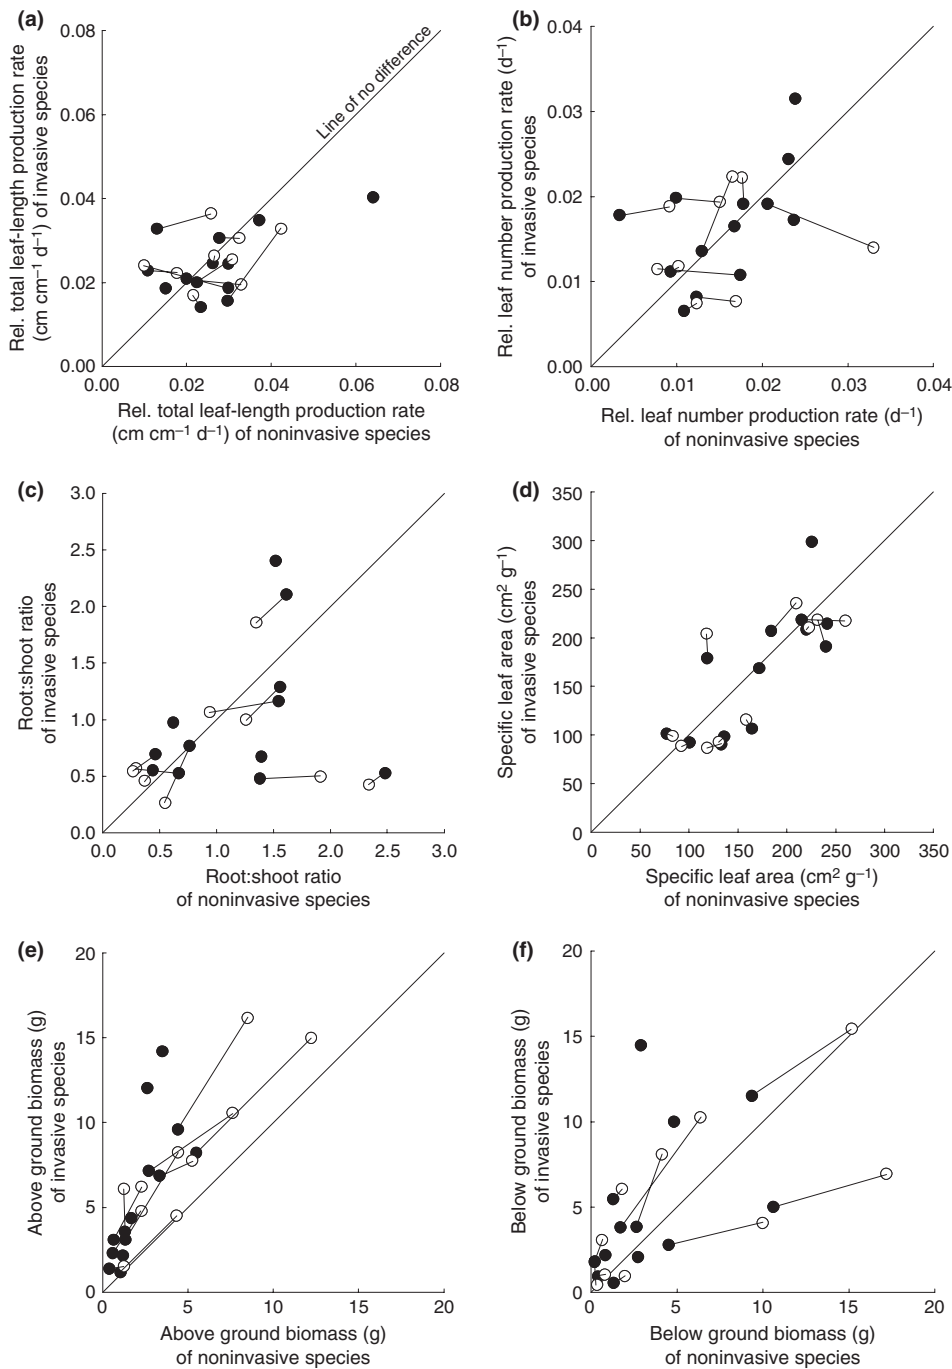 (a)
Rel. total leaf-length production rate
(cm cm⁻¹ d⁻¹) of invasive species
0.08
0.06
0.04
0.02
0.00
Line of no difference
0.00 0.02 0.04 0.06 0.08
Rel. total leaf-length production rate
(cm cm⁻¹ d⁻¹) of noninvasive species
(b)
Rel. leaf number production rate (d⁻¹)
of invasive species
0.04
0.03
0.02
0.01
0.00
0.00 0.01 0.02 0.03 0.04
Rel. leaf number production rate (d⁻¹)
of noninvasive species
(c)
Root:shoot ratio
of invasive species
3.0
2.5
2.0
1.5
1.0
0.5
0.0
0.0 0.5 1.0 1.5 2.0 2.5 3.0
Root:shoot ratio
of noninvasive species
(d)
Specific leaf area (cm² g⁻¹)
of invasive species
350
300
250
200
150
100
50
0
0 50 100 150 200 250 300 350
Specific leaf area (cm² g⁻¹)
of noninvasive species
(e)
Above ground biomass (g)
of invasive species
20
15
10
5
0
0 5 10 15 20
Above ground biomass (g)
of noninvasive species
(f)
Below ground biomass (g)
of invasive species
20
15
10
5
0
0 5 10 15 20
Below ground biomass (g)
of noninvasive species